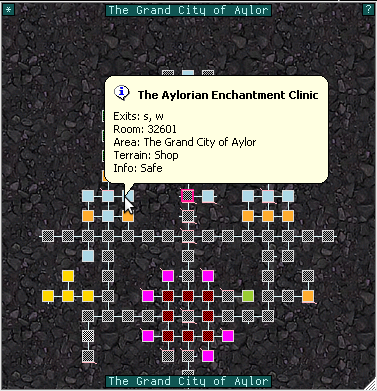 * The Grand City of Aylor ?
The Aylorian Enchantment Clinic
Exits: s, w
Room: 32601
Area: The Grand City of Aylor
Terrain: Shop
Info: Safe
The Grand City of Aylor